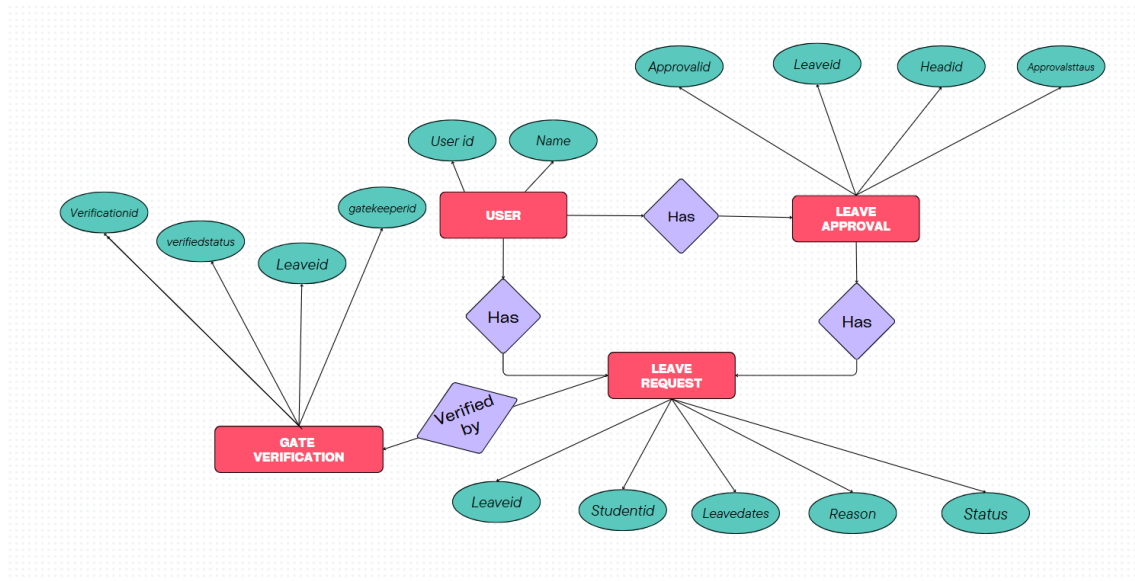 Approvalid
Leaveid
Headid
Approvalsttaus
User id
Name
Verificationid
verifiedstatus
Leaveid
gatekeeperid
USER
Has
LEAVE
APPROVAL
Has
Has
LEAVE
REQUEST
Verified
by
GATE
VERIFICATION
Leaveid
Studentid
Leavedates
Reason
Status